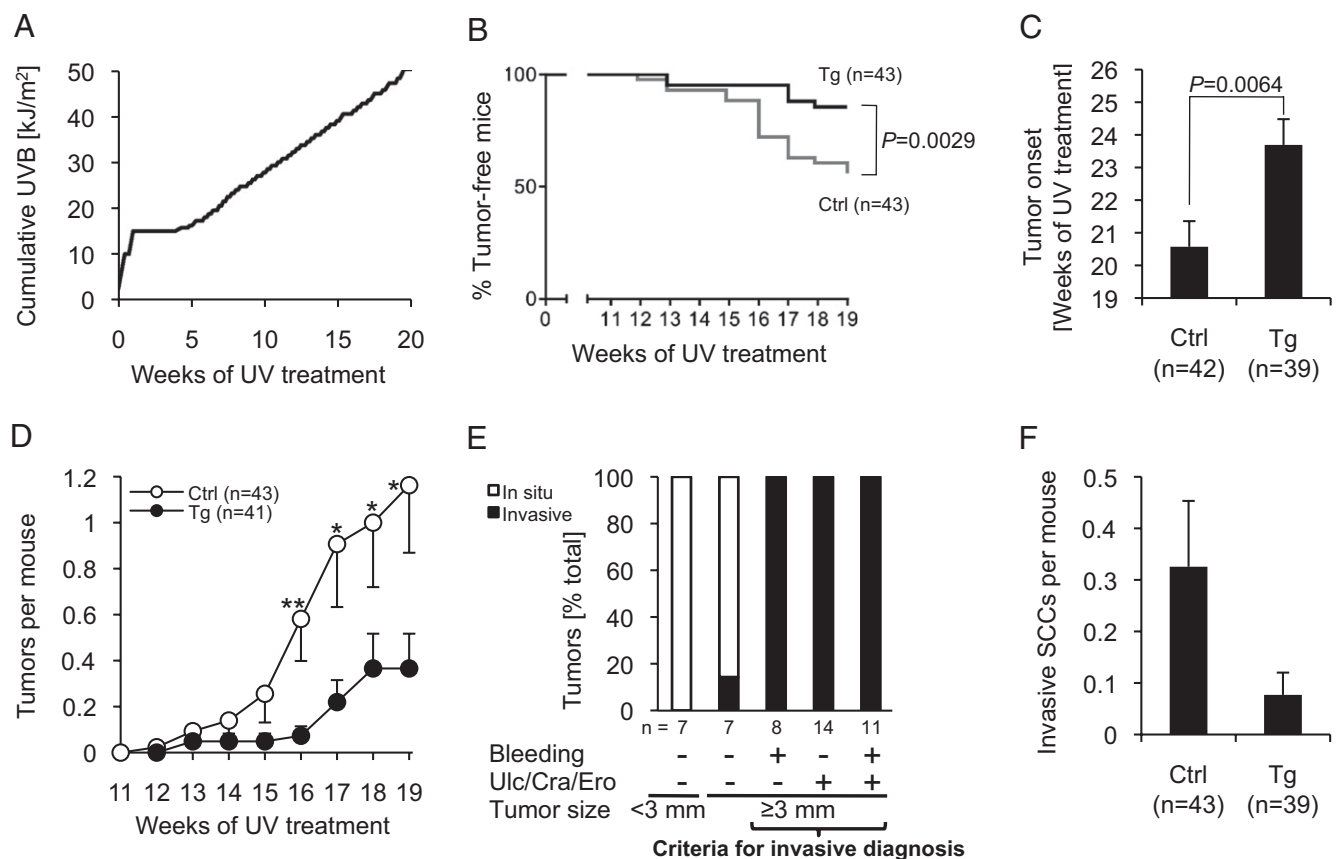 A
Cumulative UVB [kJ/m²]
50
40
30
20
10
0
0 5 10 15 20
Weeks of UV treatment
B
% Tumor-free mice
100
50
0
Tg (n=43)
P=0.0029
Ctrl (n=43)
0 11 12 13 14 15 16 17 18 19
Weeks of UV treatment
C
Tumor onset
[Weeks of UV treatment]
26
25
24
23
22
21
20
19
P=0.0064
Ctrl Tg
(n=42) (n=39)
D
Tumors per mouse
1.2
1
0.8
0.6
0.4
0.2
0
Ctrl (n=43)
Tg (n=41)
** * * *
11 12 13 14 15 16 17 18 19
Weeks of UV treatment
E
In situ
Invasive
Tumors [% total]
100
80
60
40
20
0
n = 7 7 8 14 11
Bleeding - - + - +
Ulc/Cra/Ero - - - + +
Tumor size <3 mm ≥3 mm
Criteria for invasive diagnosis
F
Invasive SCCs per mouse
0.5
0.4
0.3
0.2
0.1
0
Ctrl Tg
(n=43) (n=39)